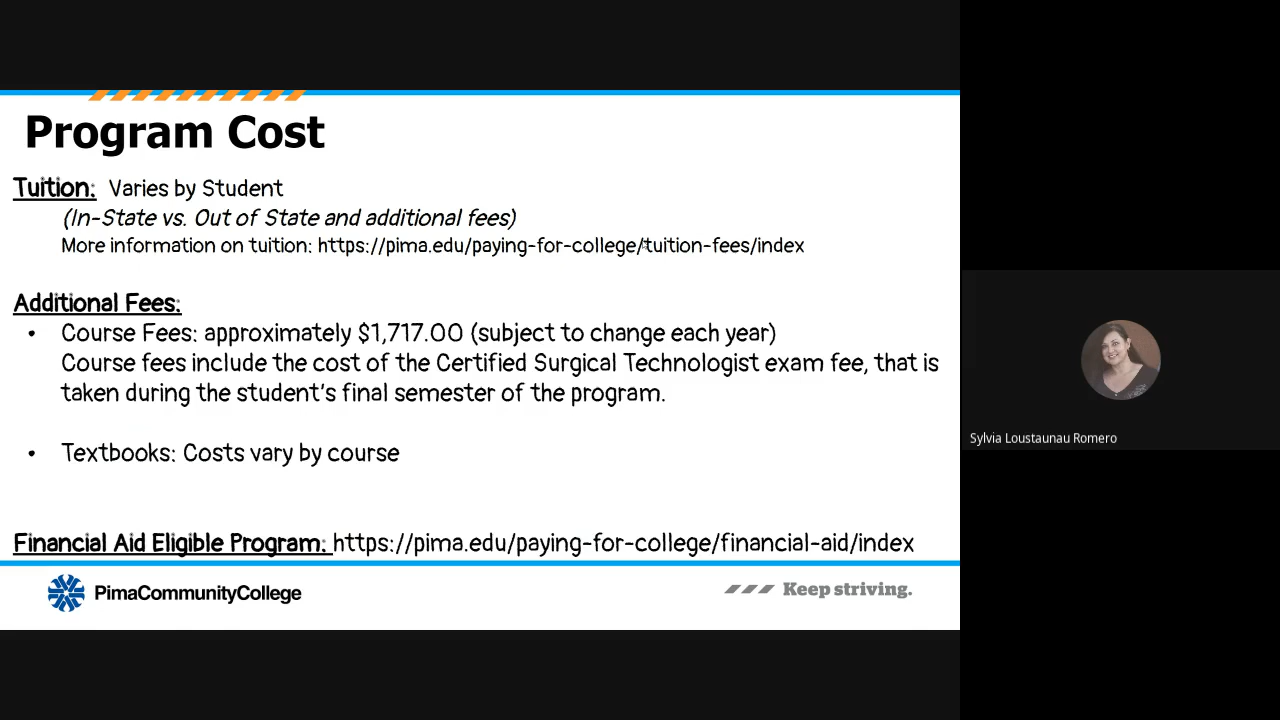 Program Cost
Tuition: Varies by Student
(In-State vs. Out of State and additional fees)
More information on tuition: https://pima.edu/paying-for-college/tuition-fees/index
Additional Fees:
• Course Fees: approximately $1,717.00 (subject to change each year)
Course fees include the cost of the Certified Surgical Technologist exam fee, that is
taken during the student's final semester of the program.
• Textbooks: Costs vary by course
Financial Aid Eligible Program: https://pima.edu/paying-for-college/financial-aid/index
PimaCommunityCollege
Keep striving.
Sylvia Loustaunau Romero